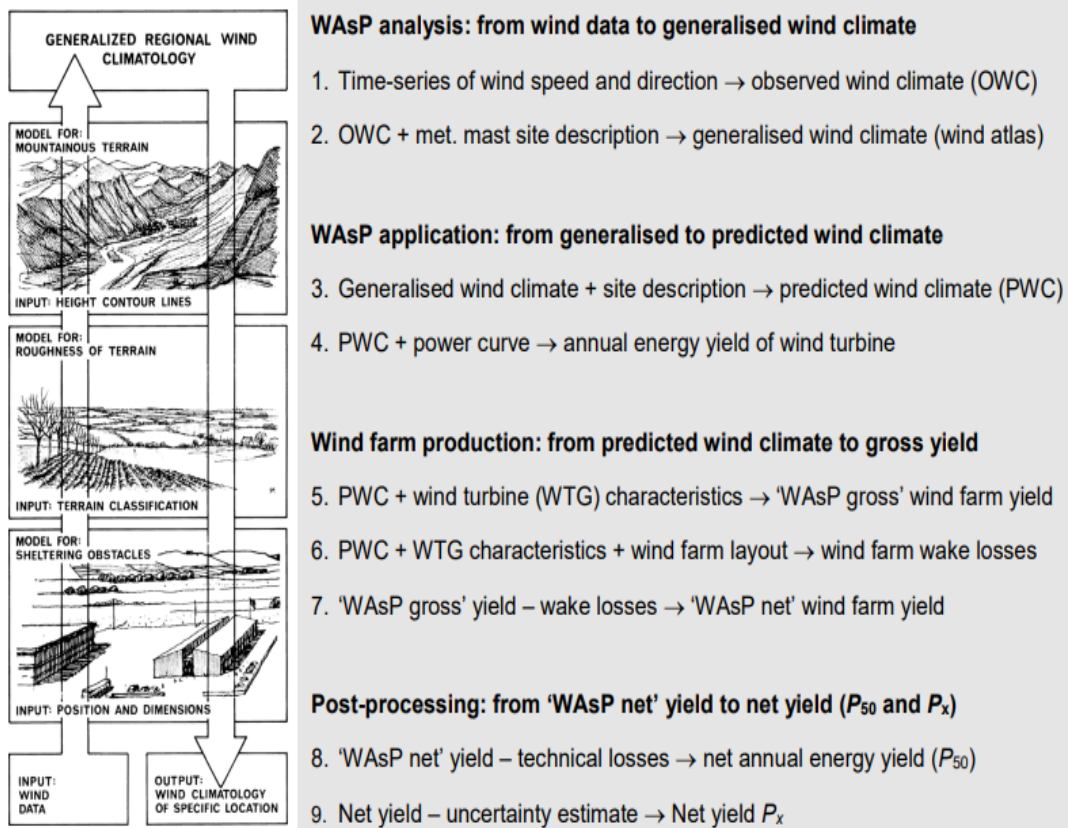 GENERALIZED REGIONAL WIND
CLIMATOLOGY
MODEL FOR:
MOUNTAINOUS TERRAIN
INPUT: HEIGHT CONTOUR LINES
MODEL FOR:
ROUGHNESS OF TERRAIN
INPUT: TERRAIN CLASSIFICATION
MODEL FOR:
SHELTERING OBSTACLES
INPUT: POSITION AND DIMENSIONS
INPUT:
WIND
DATA
OUTPUT:
WIND CLIMATOLOGY
OF SPECIFIC LOCATION
WAsP analysis: from wind data to generalised wind climate
1. Time-series of wind speed and direction → observed wind climate (OWC)
2. OWC + met. mast site description → generalised wind climate (wind atlas)
WAsP application: from generalised to predicted wind climate
3. Generalised wind climate + site description → predicted wind climate (PWC)
4. PWC + power curve → annual energy yield of wind turbine
Wind farm production: from predicted wind climate to gross yield
5. PWC + wind turbine (WTG) characteristics → ‘WAsP gross’ wind farm yield
6. PWC + WTG characteristics + wind farm layout → wind farm wake losses
7. ‘WAsP gross’ yield – wake losses → ‘WAsP net’ wind farm yield
Post-processing: from ‘WAsP net’ yield to net yield (P50 and Px)
8. ‘WAsP net’ yield – technical losses → net annual energy yield (P50)
9. Net yield – uncertainty estimate → Net yield Px